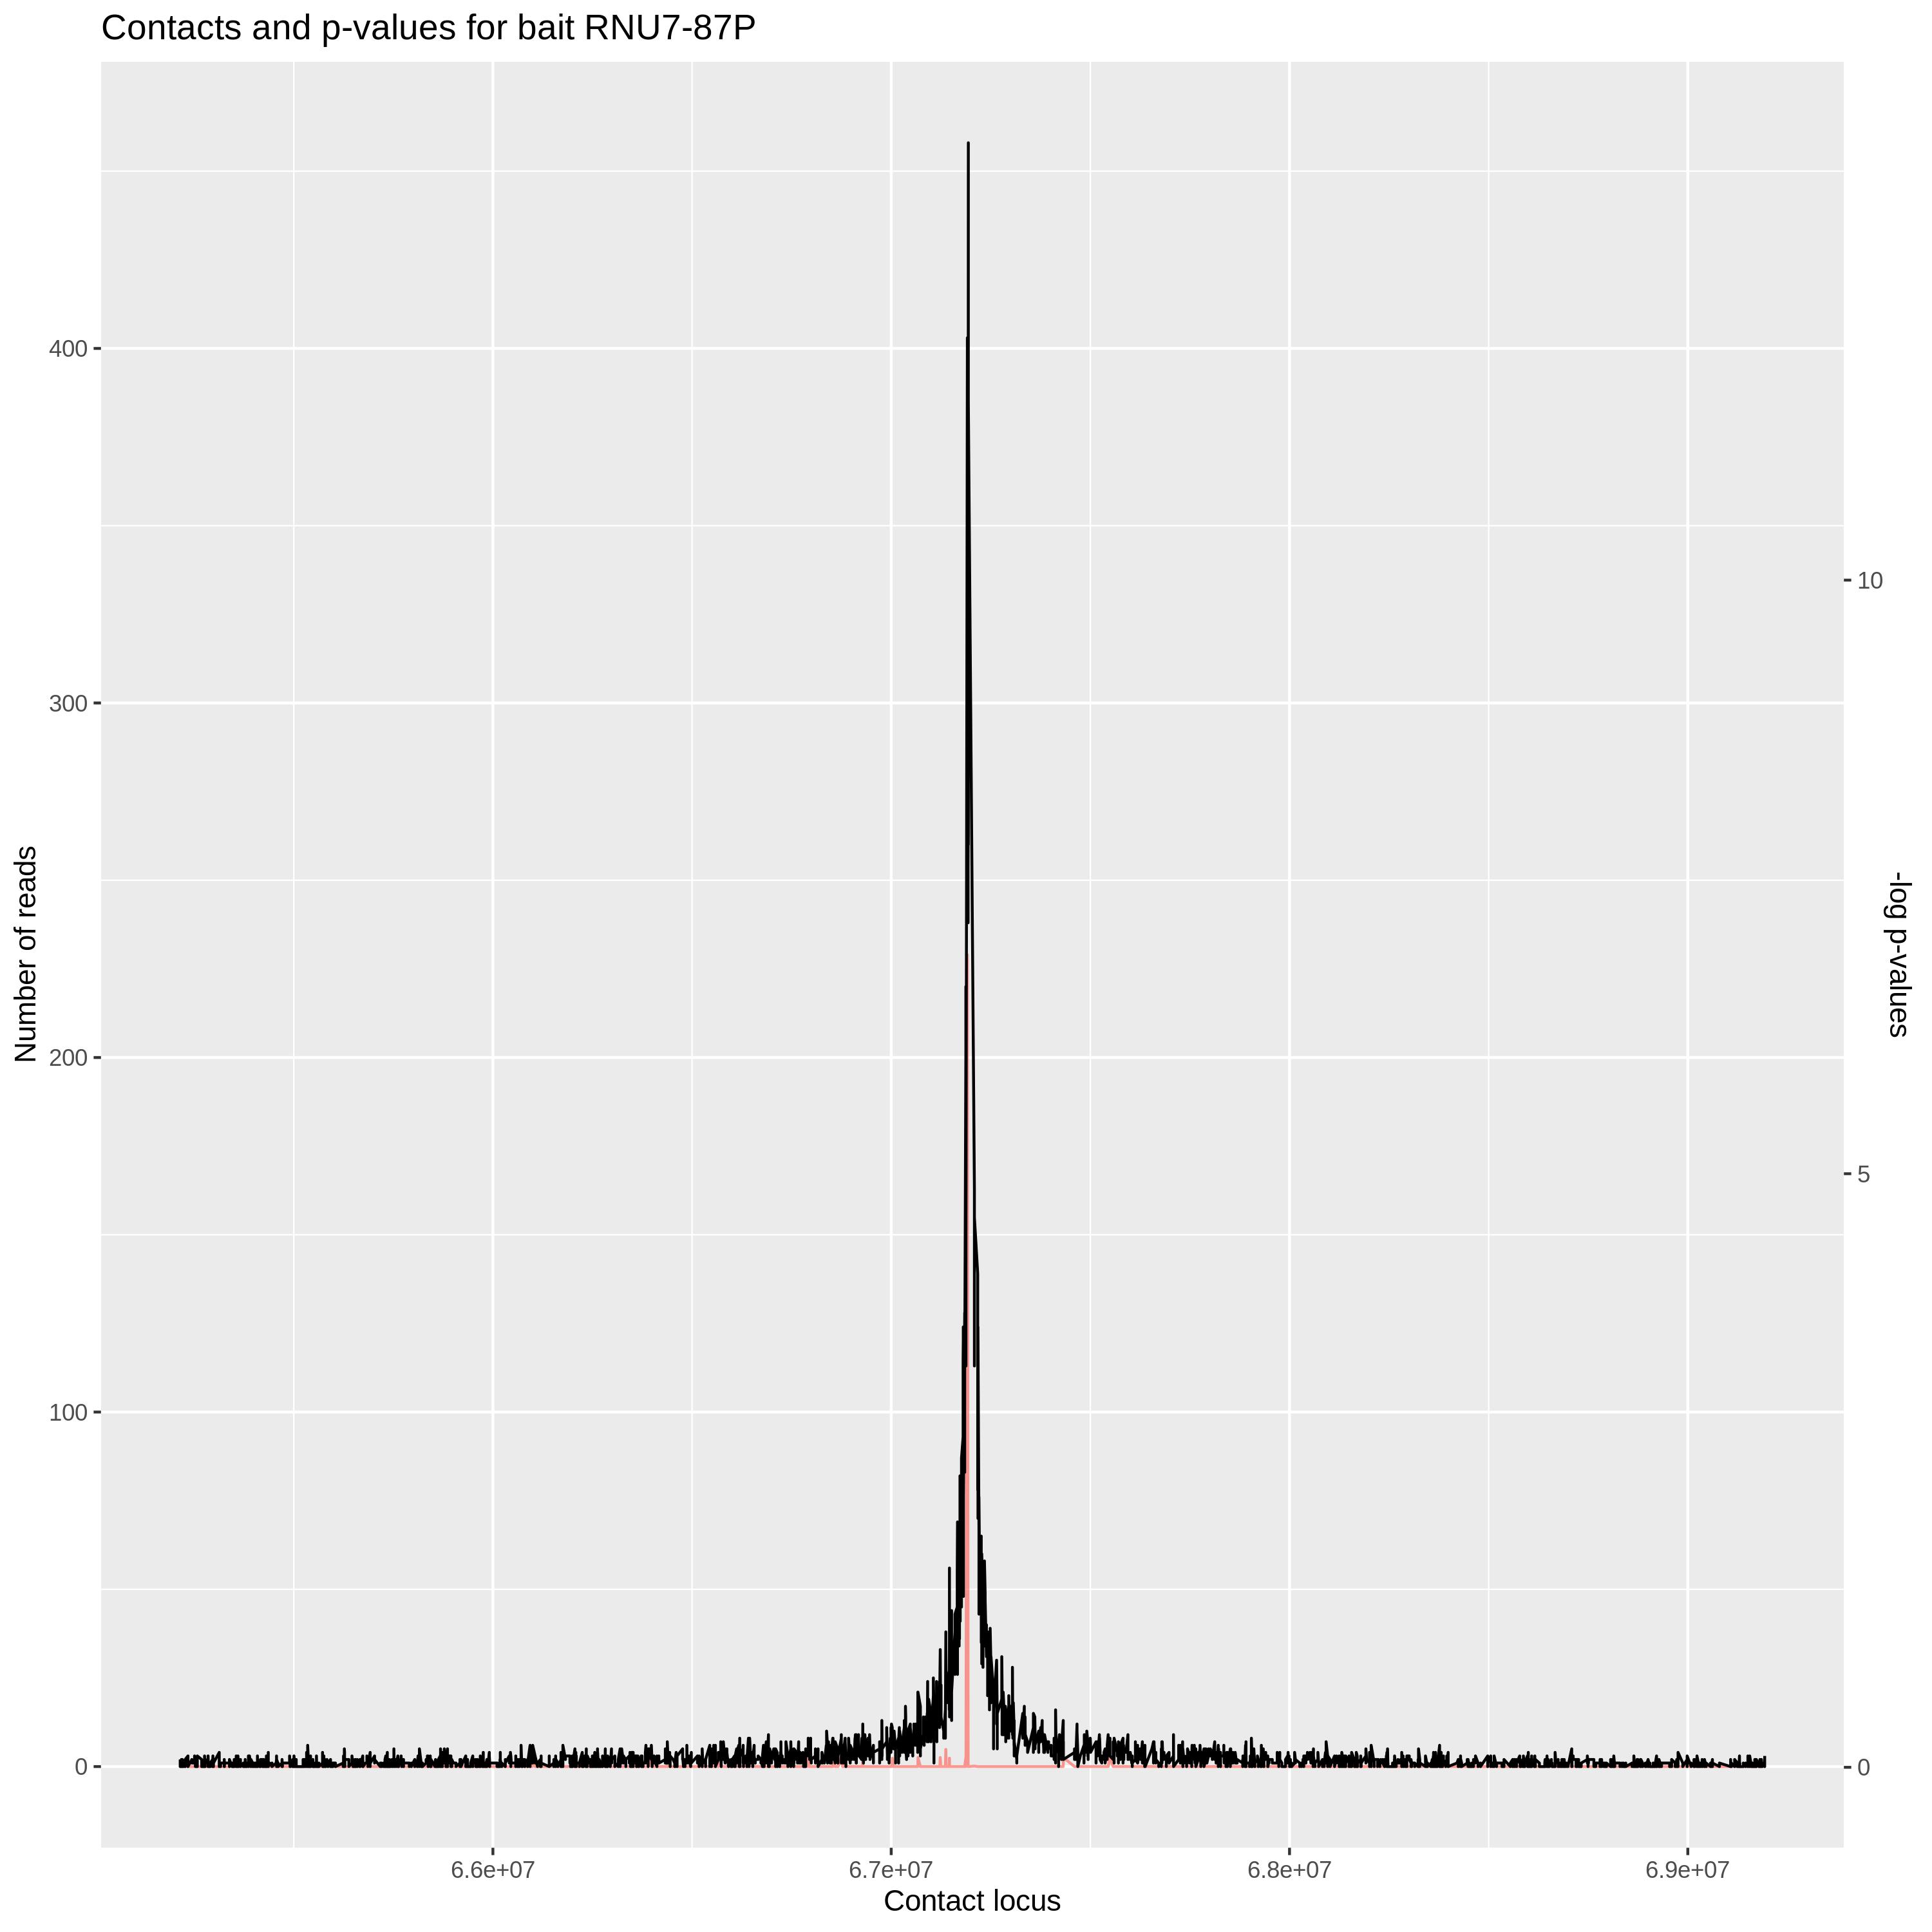 Contacts and p-values for bait RNU7-87P
400
300
200
100
0
Number of reads
10
5
0
-log p-values
6.6e+07
6.7e+07
6.8e+07
6.9e+07
Contact locus